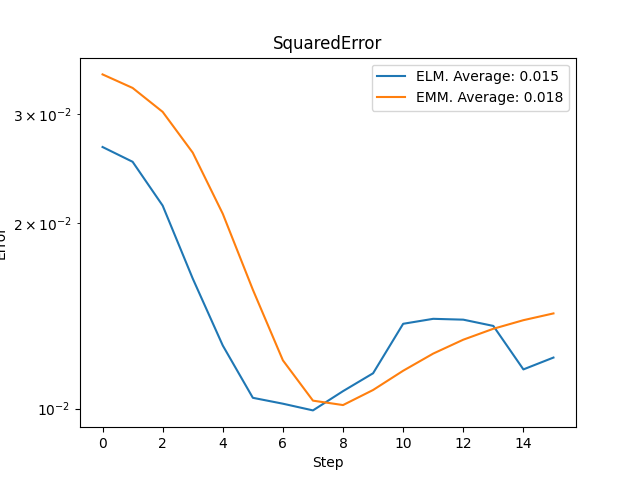 SquaredError
ELM. Average: 0.015
EMM. Average: 0.018
3 × 10⁻²
2 × 10⁻²
10⁻²
Error
0 2 4 6 8 10 12 14
Step